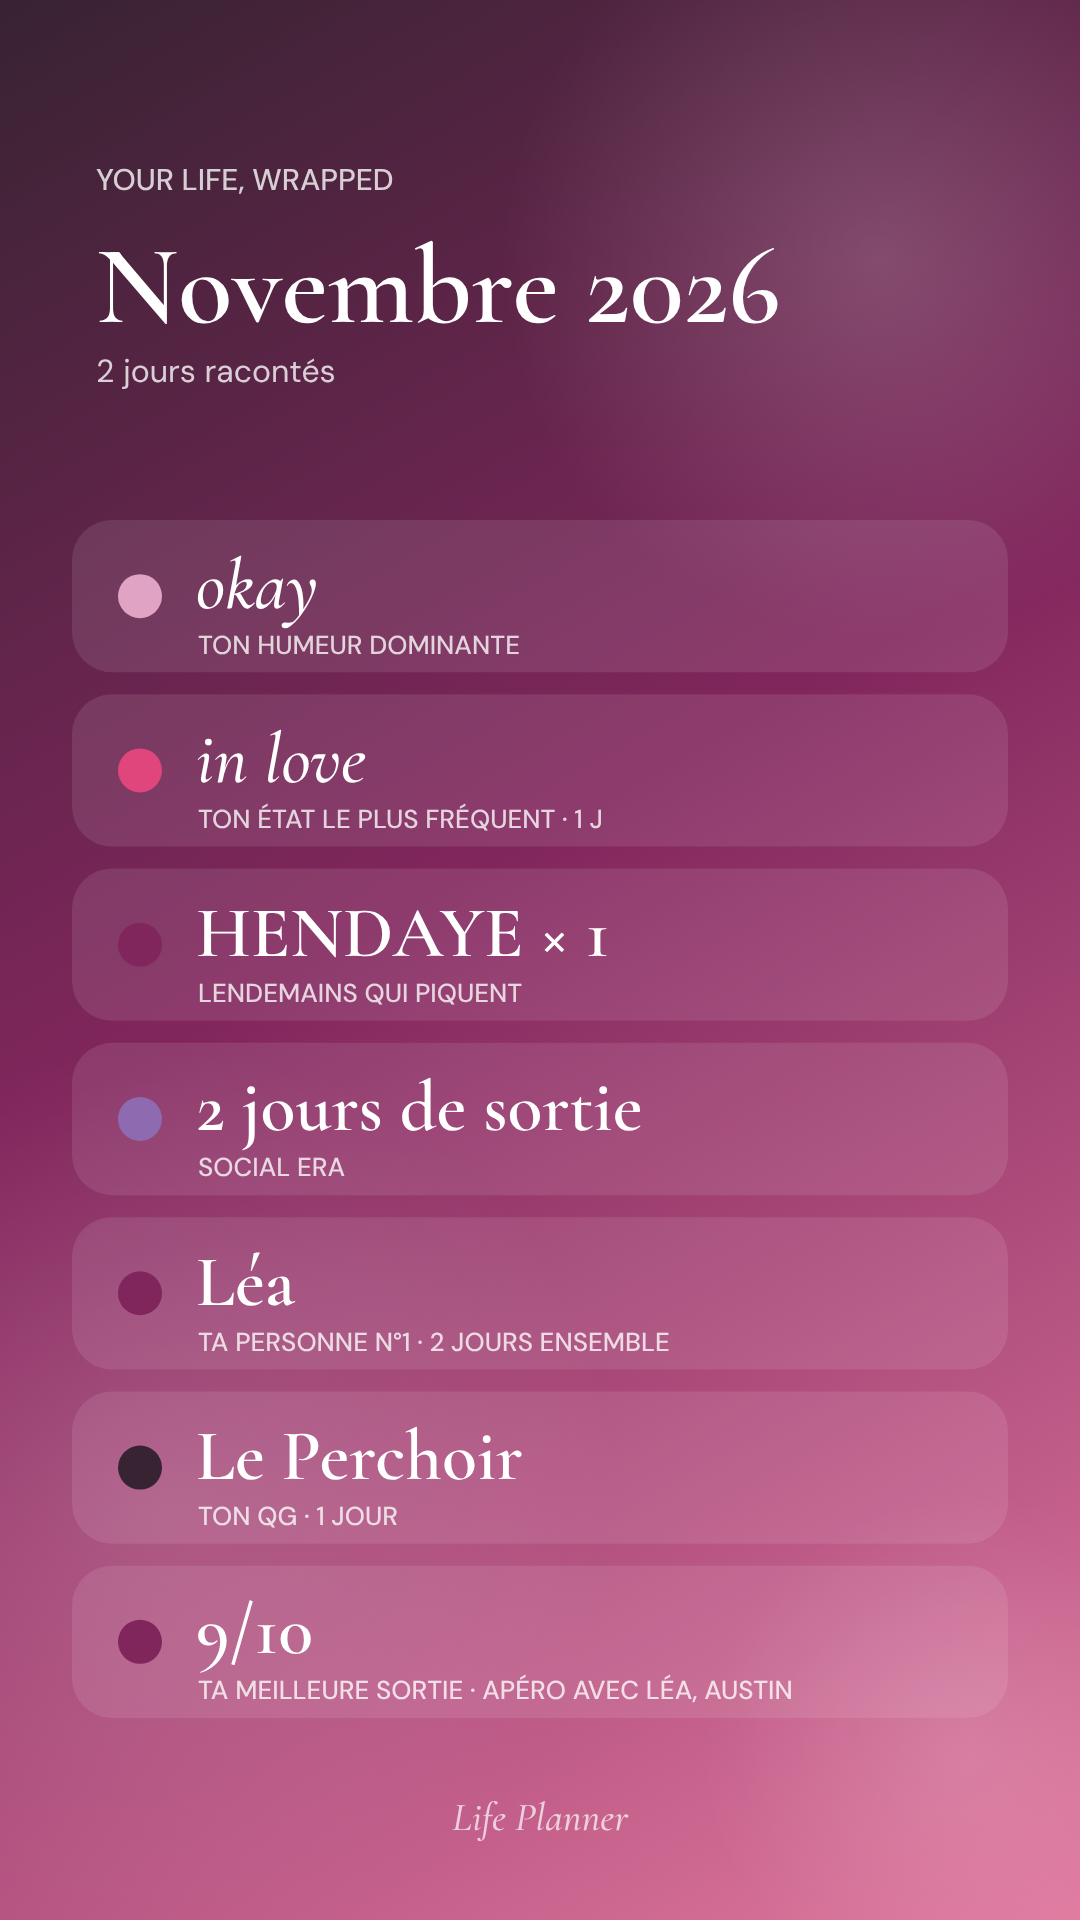 YOUR LIFE, WRAPPED
Novembre 2026
2 jours racontés
okay
TON HUMEUR DOMINANTE
in love
TON ÉTAT LE PLUS FRÉQUENT · 1 J
HENDAYE × 1
LENDEMAINS QUI PIQUENT
2 jours de sortie
SOCIAL ERA
Léa
TA PERSONNE N°1 · 2 JOURS ENSEMBLE
Le Perchoir
TON QG · 1 JOUR
9/10
TA MEILLEURE SORTIE · APÉRO AVEC LÉA, AUSTIN
Life Planner